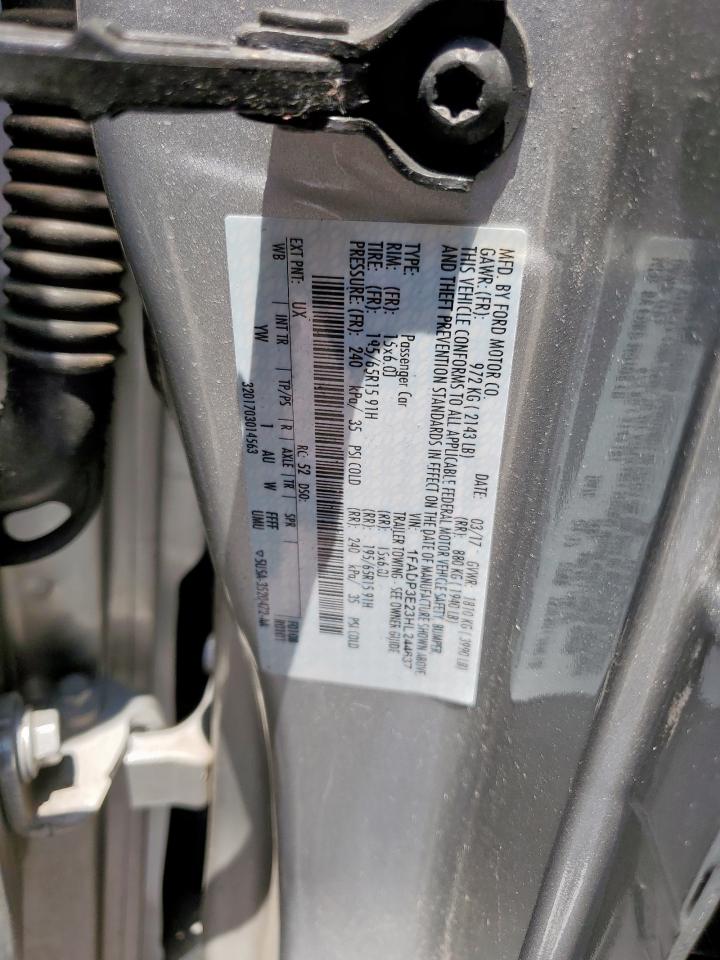 MFD. BY FORD MOTOR CO. DATE: 03/17 GVWR: 1810 KG (3990 LB)
GAWR: (FR): 972 KG (2143 LB) (RR): 880 KG (1940 LB)
THIS VEHICLE CONFORMS TO ALL APPLICABLE FEDERAL MOTOR VEHICLE SAFETY, BUMPER,
AND THEFT PREVENTION STANDARDS IN EFFECT ON THE DATE OF MANUFACTURE SHOWN ABOVE
VIN: 1FADP3E23HL244637
TYPE: Passenger Car TRAILER TOWING - SEE OWNER GUIDE
RIM: (FR): 15x6.0J (RR): 15x6.0J
TIRE: (FR): 195/65R15 91H (RR): 195/65R15 91H
PRESSURE: (FR): 240 kPa/ 35 PSI COLD (RR): 240 kPa/ 35 PSI COLD
EXT PNT: UX RC: 52 DSO:
WB INT TR TP/PS R AXLE TR SPR
YW 1 AU W FFFF UMU
3201703014563